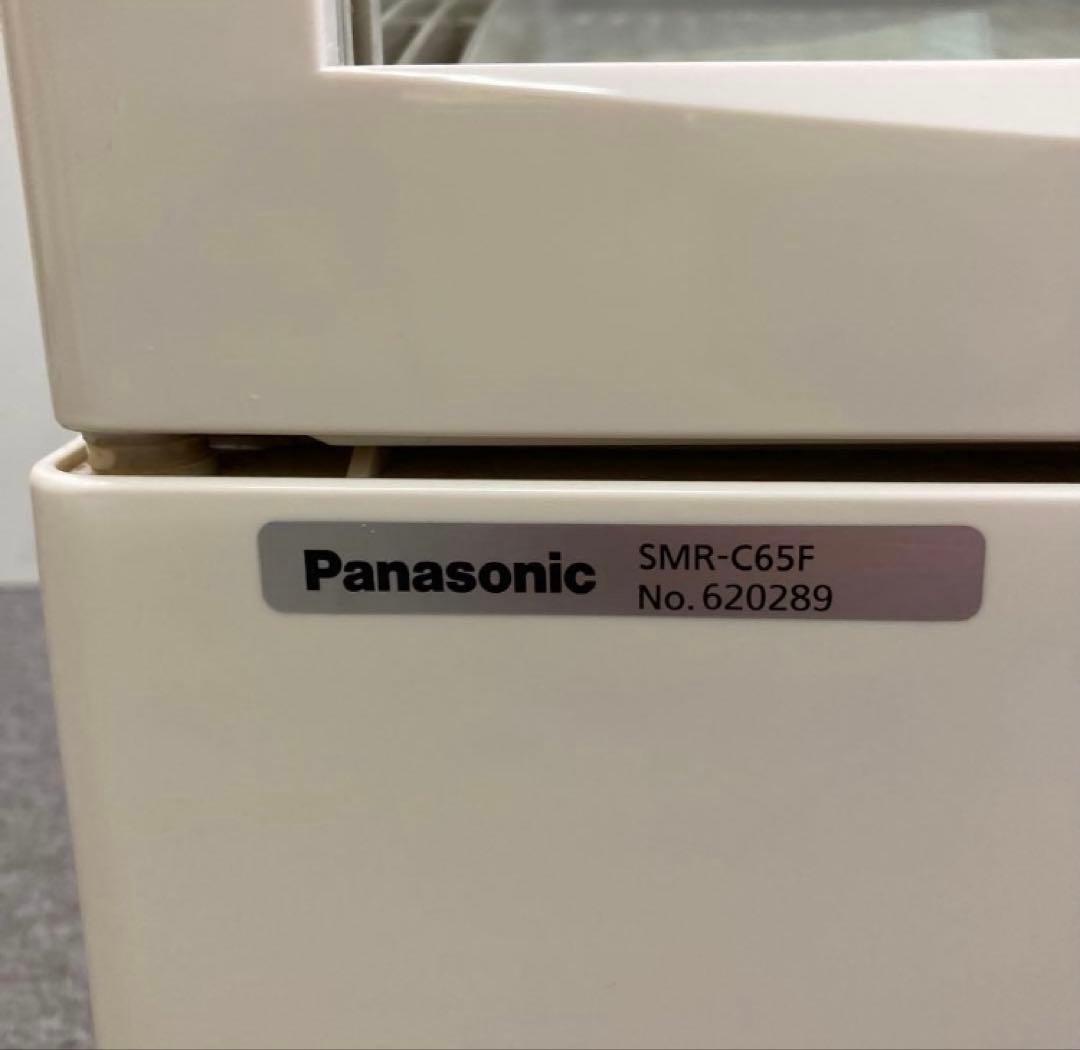 Panasonic
SMR-C65F
No. 620289